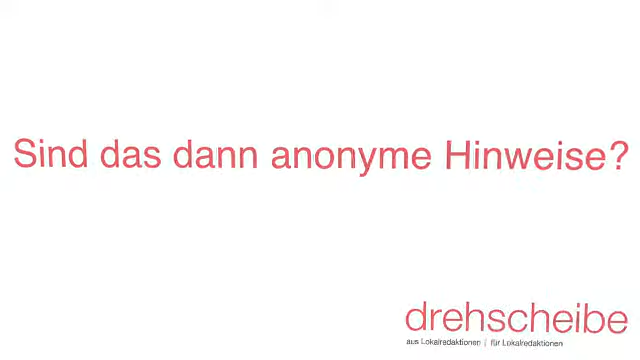 Sind das dann anonyme Hinweise?
drehscheibe
aus Lokalredaktionen | für Lokalredaktionen